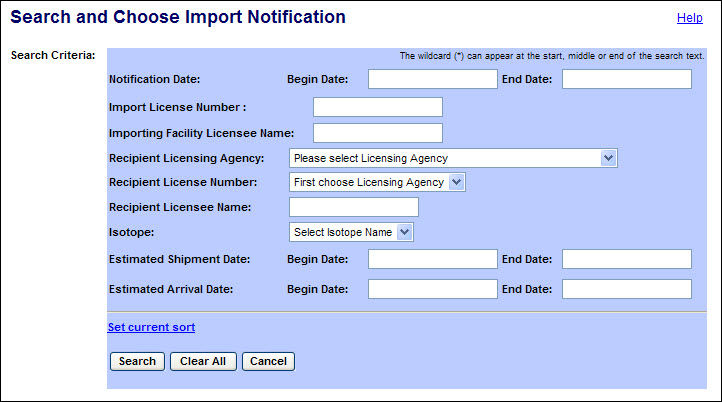 Search and Choose Import Notification Help
Search Criteria: The wildcard (*) can appear at the start, middle or end of the search text.
Notification Date: Begin Date: End Date:
Import License Number :
Importing Facility Licensee Name:
Recipient Licensing Agency: Please select Licensing Agency
Recipient License Number: First choose Licensing Agency
Recipient Licensee Name:
Isotope: Select Isotope Name
Estimated Shipment Date: Begin Date: End Date:
Estimated Arrival Date: Begin Date: End Date:
Set current sort
Search Clear All Cancel